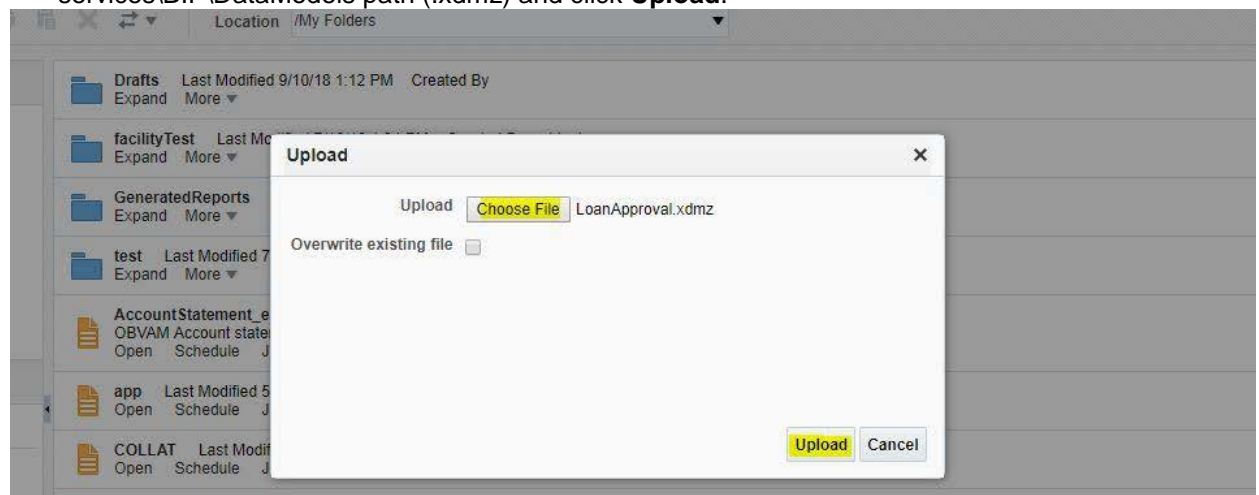 services\BIP\DataModels path (.xdmz) and click Upload.
Location /My Folders
Drafts Last Modified 9/10/18 1:12 PM Created By
Expand More
facilityTest Last Mo
Expand More
GeneratedReports
Expand More
test Last Modified 7
Expand More
AccountStatement_e
OBVAM Account state
Open Schedule J
app Last Modified 5
Open Schedule J
COLLAT Last Modif
Open Schedule J
Upload
Upload Choose File LoanApproval.xdmz
Overwrite existing file
Upload Cancel